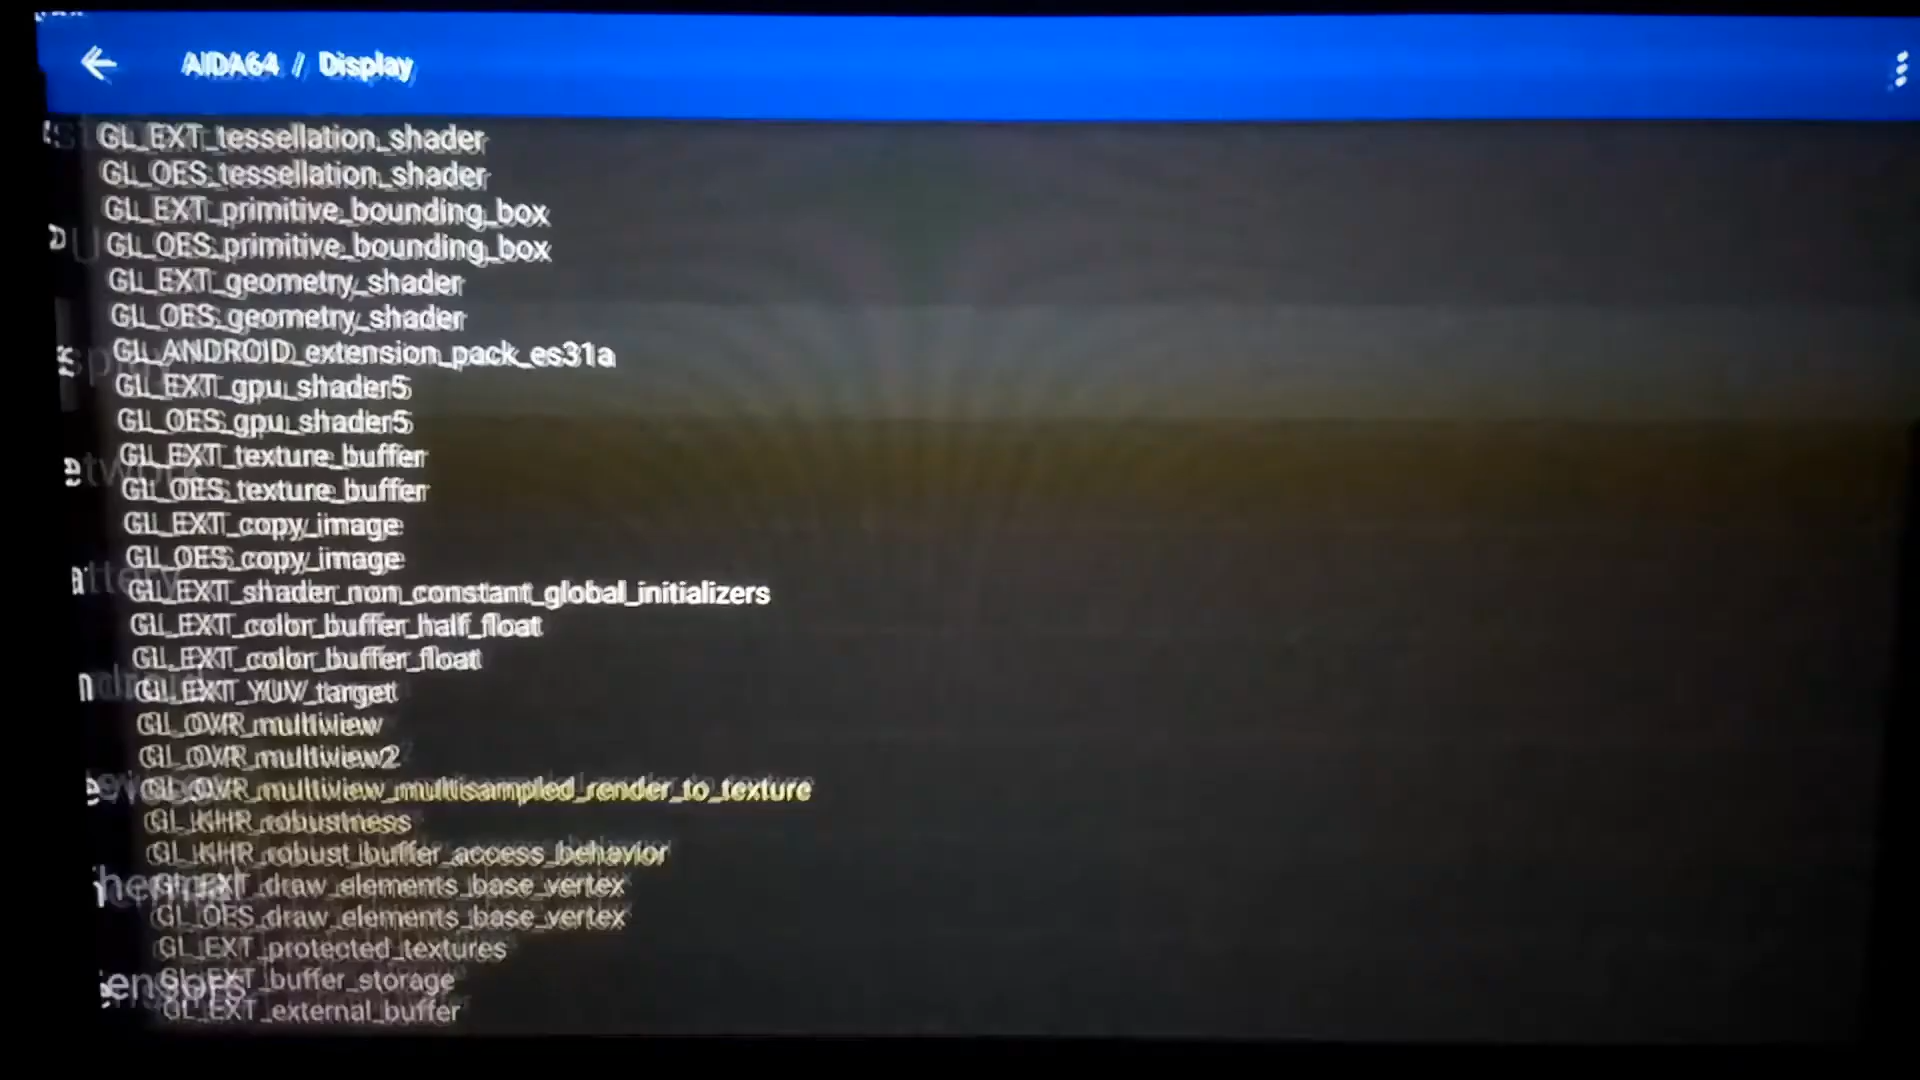 AIDA64 / Display
GL_EXT_tessellation_shader
GL_OES_tessellation_shader
GL_EXT_primitive_bounding_box
GL_OES_primitive_bounding_box
GL_EXT_geometry_shader
GL_OES_geometry_shader
GL_ANDROID_extension_pack_es31a
GL_EXT_gpu_shader5
GL_OES_gpu_shader5
GL_EXT_texture_buffer
GL_OES_texture_buffer
GL_EXT_copy_image
GL_OES_copy_image
GL_EXT_shader_non_constant_global_initializers
GL_EXT_color_buffer_half_float
GL_EXT_color_buffer_float
GL_EXT_YUV_target
GL_OVR_multiview
GL_OVR_multiview2
GL_OVR_multiview_multisampled_render_to_texture
GL_KHR_robustness
GL_KHR_robust_buffer_access_behavior
GL_EXT_draw_elements_base_vertex
GL_OES_draw_elements_base_vertex
GL_EXT_protected_textures
GL_EXT_buffer_storage
GL_EXT_external_buffer